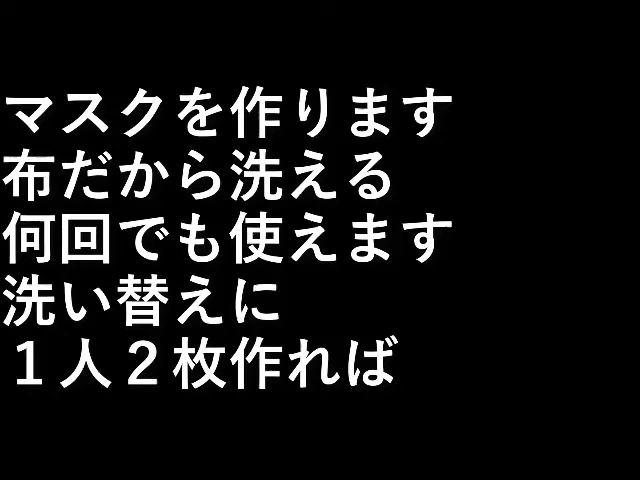 マスクを作ります
布だから洗える
何回でも使えます
洗い替えに
１人２枚作れば